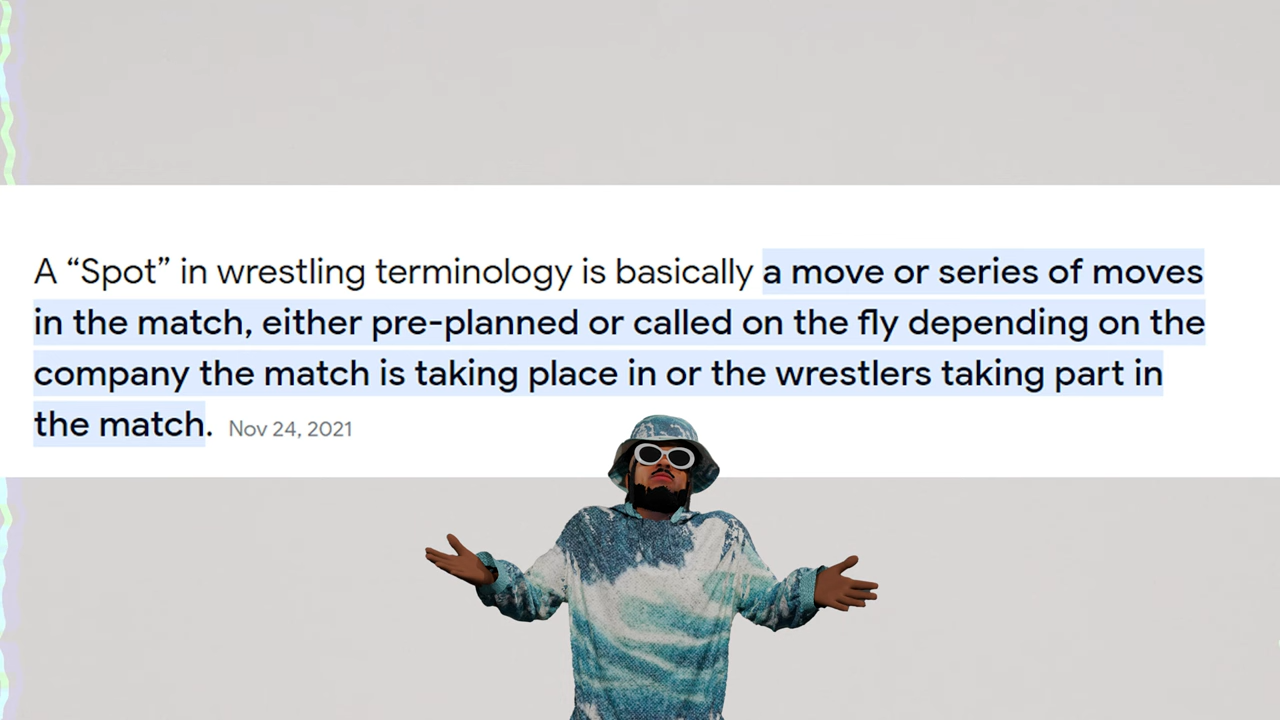 A “Spot” in wrestling terminology is basically a move or series of moves
in the match, either pre-planned or called on the fly depending on the
company the match is taking place in or the wrestlers taking part in
the match. Nov 24, 2021